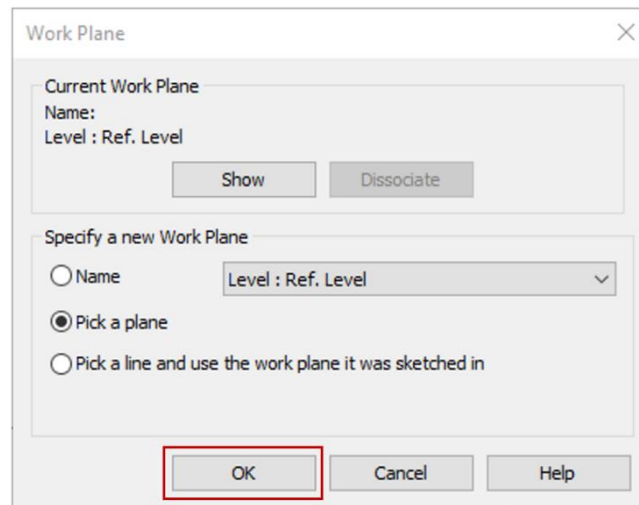 Work Plane
Current Work Plane
Name:
Level : Ref. Level
Show Dissociate
Specify a new Work Plane
Name Level : Ref. Level
Pick a plane
Pick a line and use the work plane it was sketched in
OK Cancel Help